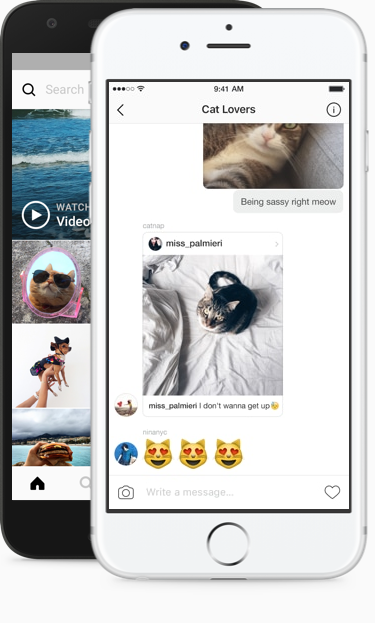 Search
WATCH
Video
9:41 AM
Cat Lovers
Being sassy right meow
catnap
miss_palmieri
miss_palmieri I don't wanna get up😴
ninanyc
😻😻😻
Write a message...